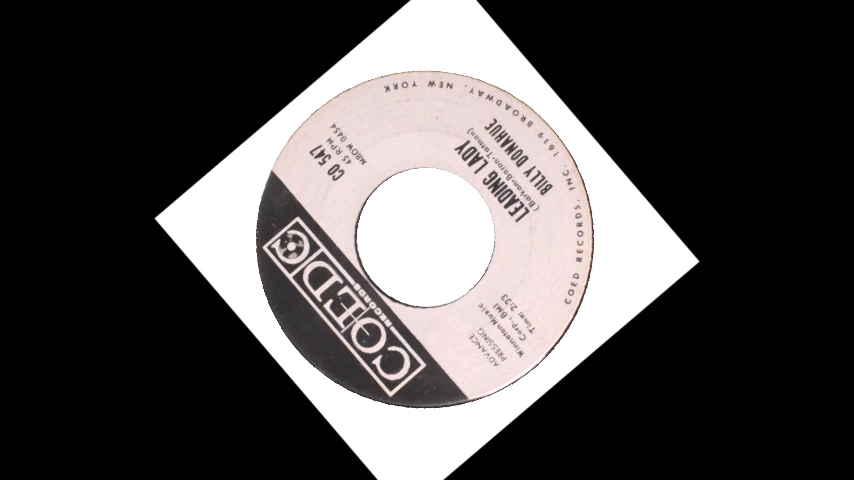 COED
RECORDS
ADVANCE
PRESSING
Winneton Music
Corp., BMI
Time: 2:33
CO 547
45 RPM
MBOW 0454
LEADING LADY
(Barkan-Baron-Tatman)
BILLY DONAHUE
COED RECORDS, INC. 1619 BROADWAY, NEW YORK